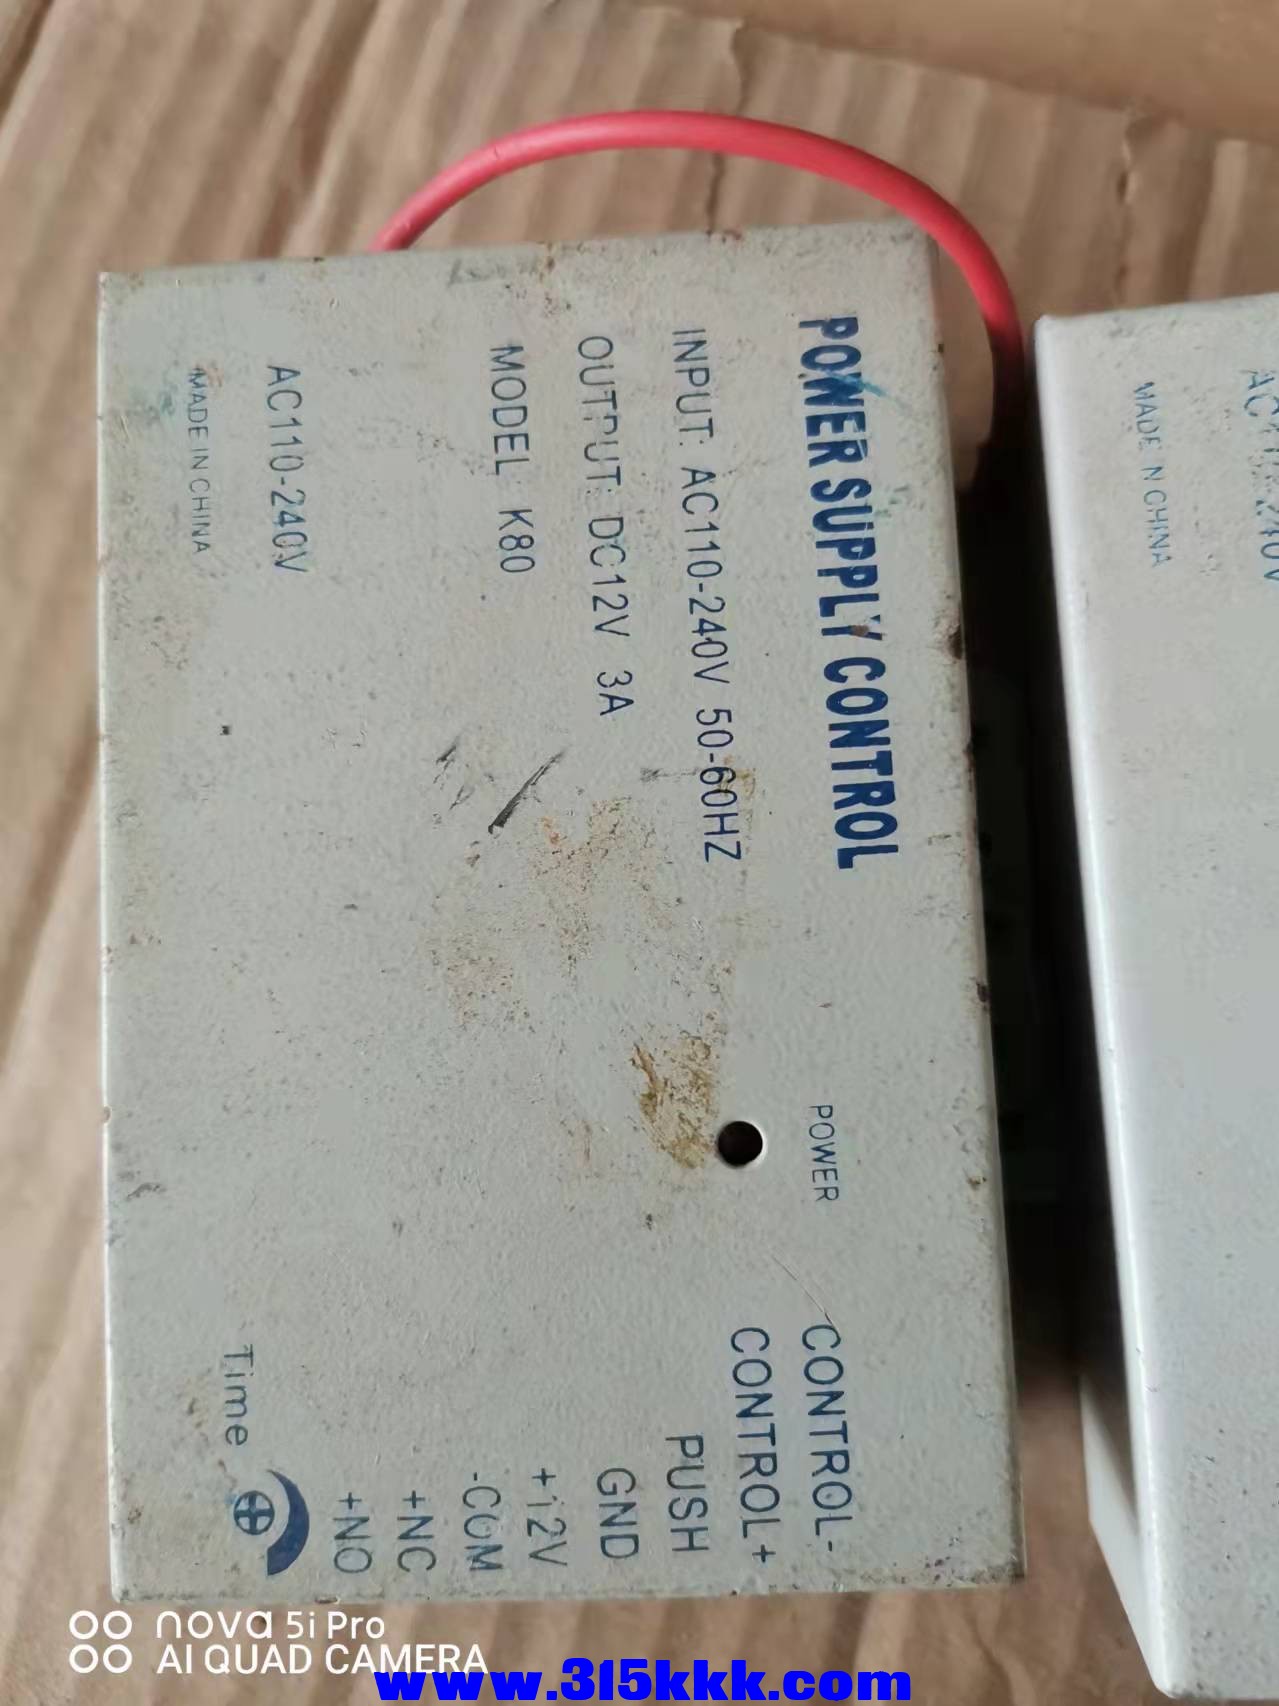 POWER SUPPLY CONTROL
INPUT: AC110-240V 50-60HZ
OUTPUT: DC12V 3A
MODEL K80
AC110-240V
MADE IN CHINA
POWER
CONTROL-
CONTROL+
PUSH
GND
+12V
-COM
+NC
+NO
Time
MADE N CHINA
nova 5i Pro
AI QUAD CAMERA
www.315kkk.com